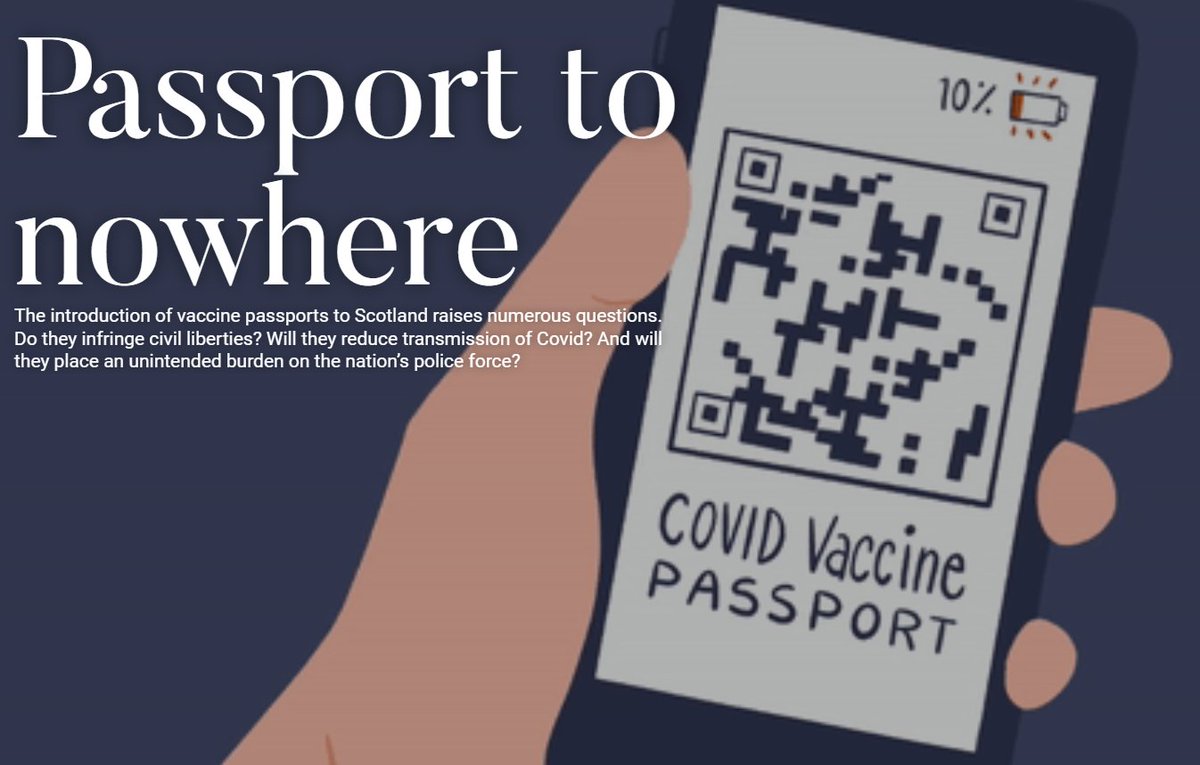 Passport to
nowhere
The introduction of vaccine passports to Scotland raises numerous questions.
Do they infringe civil liberties? Will they reduce transmission of Covid? And will
they place an unintended burden on the nation’s police force?
10%
COVID Vaccine
PASSPORT